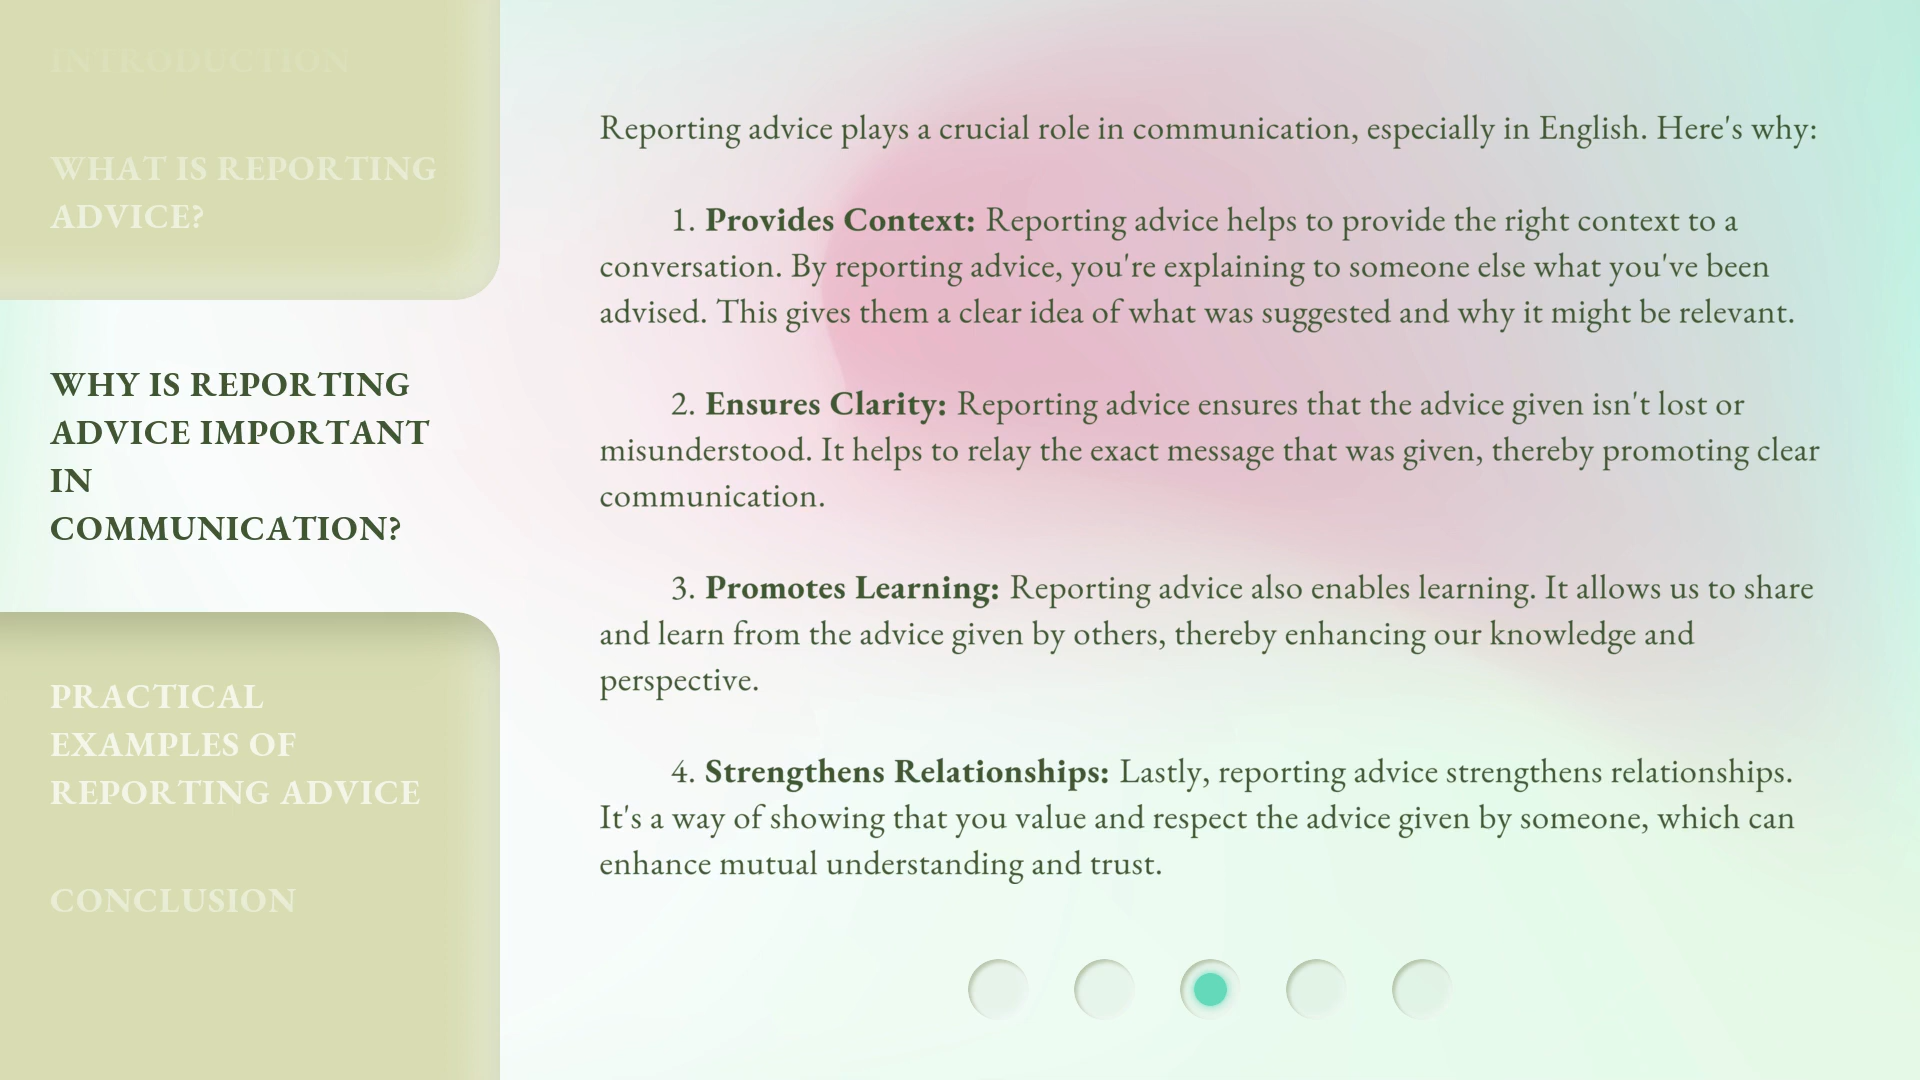 INTRODUCTION
WHAT IS REPORTING
ADVICE?
WHY IS REPORTING
ADVICE IMPORTANT
IN
COMMUNICATION?
PRACTICAL
EXAMPLES OF
REPORTING ADVICE
CONCLUSION
Reporting advice plays a crucial role in communication, especially in English. Here's why:
1. Provides Context: Reporting advice helps to provide the right context to a
conversation. By reporting advice, you're explaining to someone else what you've been
advised. This gives them a clear idea of what was suggested and why it might be relevant.
2. Ensures Clarity: Reporting advice ensures that the advice given isn't lost or
misunderstood. It helps to relay the exact message that was given, thereby promoting clear
communication.
3. Promotes Learning: Reporting advice also enables learning. It allows us to share
and learn from the advice given by others, thereby enhancing our knowledge and
perspective.
4. Strengthens Relationships: Lastly, reporting advice strengthens relationships.
It's a way of showing that you value and respect the advice given by someone, which can
enhance mutual understanding and trust.